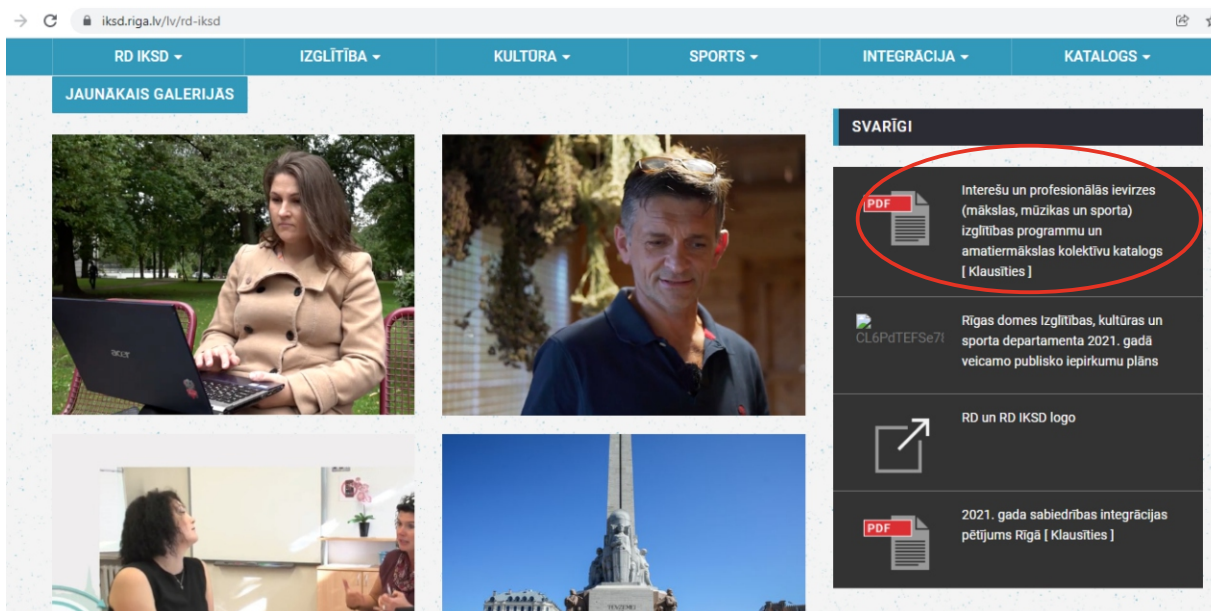 iksd.riga.lv/lv/rd-iksd
RD IKSD
IZGLĪTĪBA
KULTŪRA
SPORTS
INTEGRĀCIJA
KATALOGS
JAUNĀKAIS GALERIJĀS
SVARĪGI
PDF
Interešu un profesionālās ievirzes
(mākslas, mūzikas un sporta)
izglītības programmu un
amatiermākslas kolektīvu katalogs
[ Klausīties ]
CL6PdTEFSe7
Rīgas domes Izglītības, kultūras un
sporta departamenta 2021. gadā
veicamo publisko iepirkumu plāns
RD un RD IKSD logo
PDF
2021. gada sabiedrības integrācijas
pētījums Rīgā [ Klausīties ]
acer